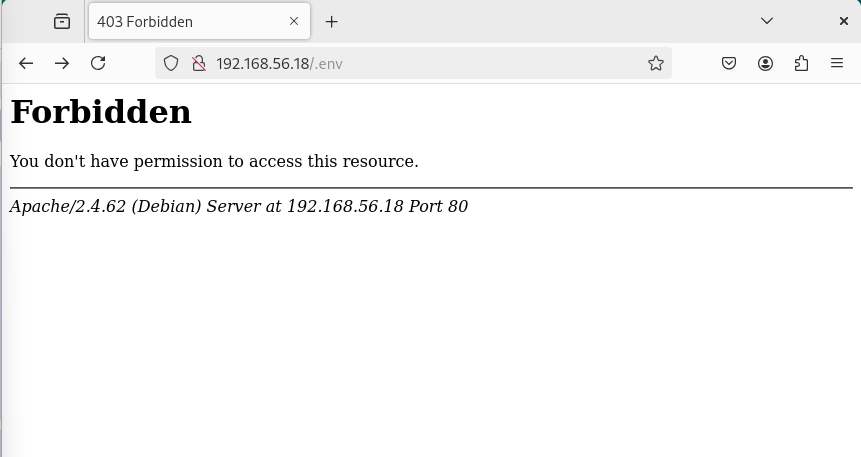 403 Forbidden
192.168.56.18/.env
Forbidden
You don't have permission to access this resource.
Apache/2.4.62 (Debian) Server at 192.168.56.18 Port 80